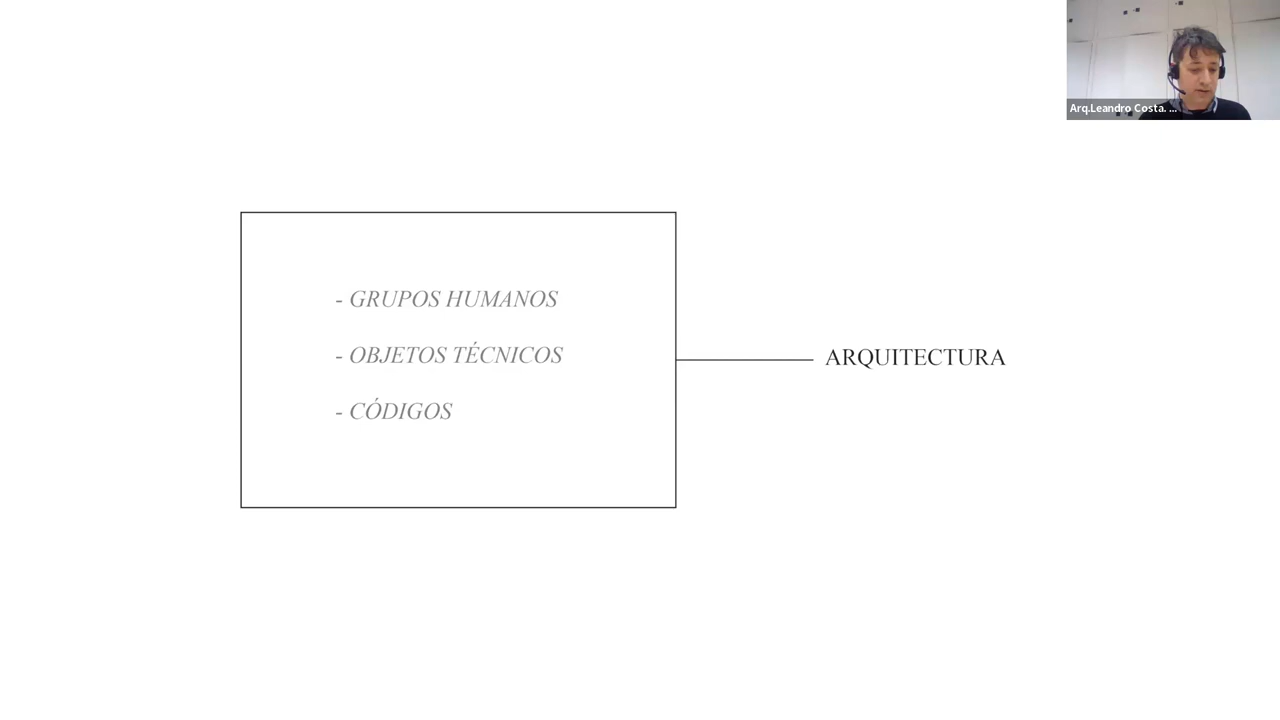 Arq.Leandro Costa. ...
- GRUPOS HUMANOS
- OBJETOS TÉCNICOS
- CÓDIGOS
ARQUITECTURA